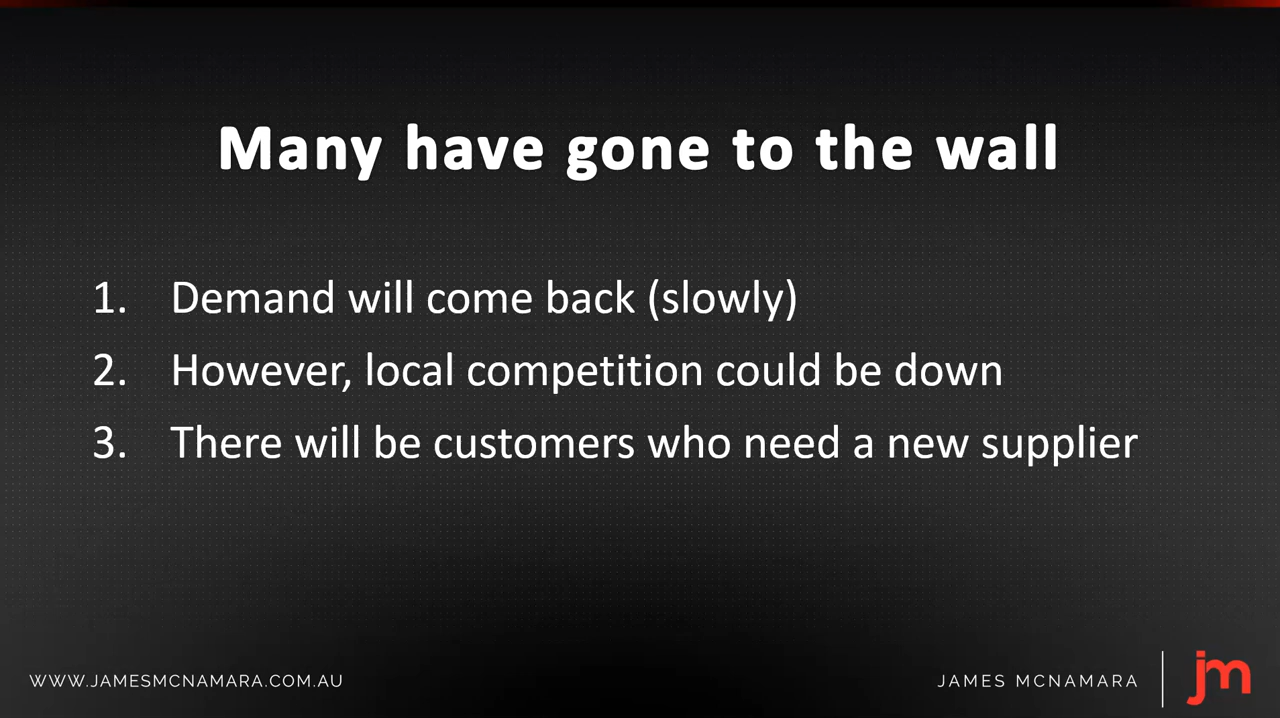 Many have gone to the wall
1. Demand will come back (slowly)
2. However, local competition could be down
3. There will be customers who need a new supplier
WWW.JAMESMCNAMARA.COM.AU
JAMES MCNAMARA
jm